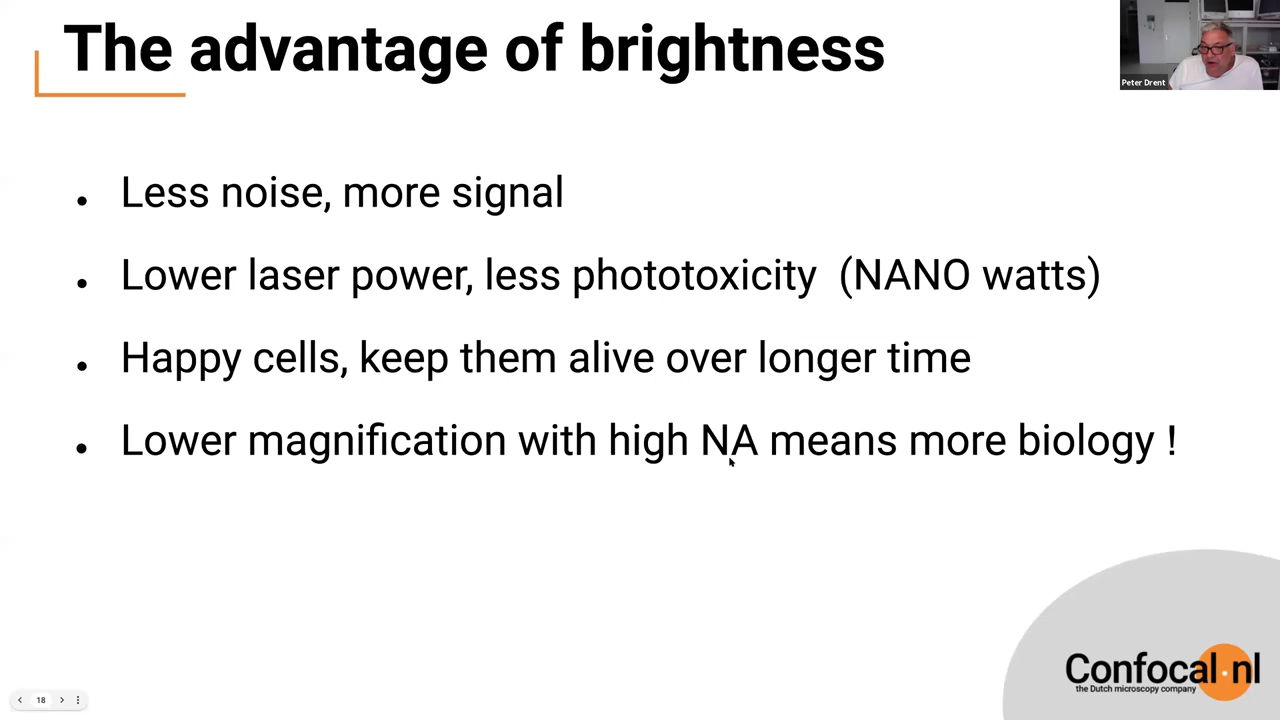 The advantage of brightness
Peter Drent
Less noise, more signal
Lower laser power, less phototoxicity (NANO watts)
Happy cells, keep them alive over longer time
Lower magnification with high NA means more biology !
Confocal.nl
the Dutch microscopy company
18